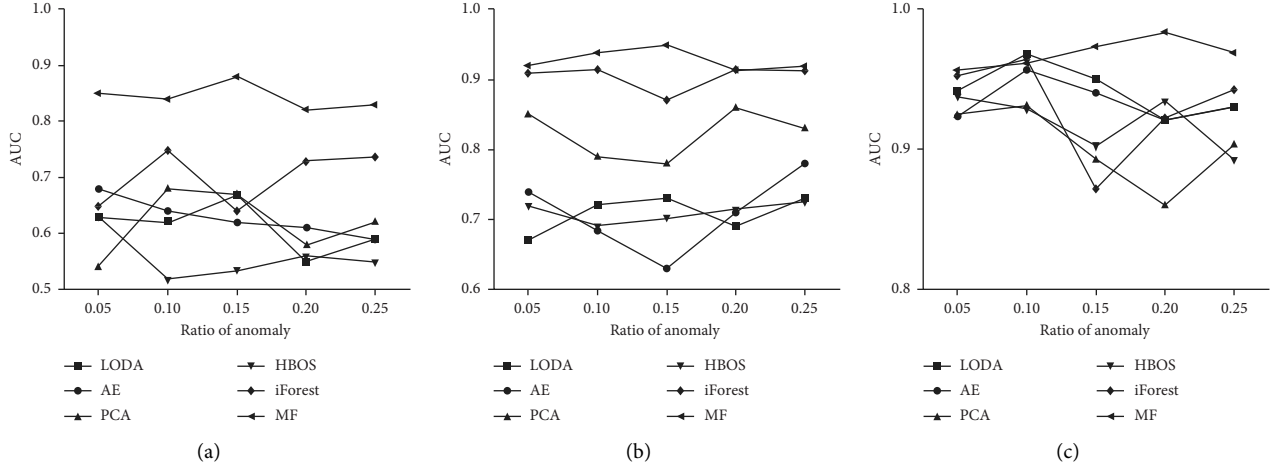 1.0
0.9
0.8
0.7
0.6
0.5
AUC
0.05 0.10 0.15 0.20 0.25
Ratio of anomaly
LODA HBOS
AE iForest
PCA MF
(a)
1.0
0.9
0.8
0.7
0.6
AUC
0.05 0.10 0.15 0.20 0.25
Ratio of anomaly
LODA HBOS
AE iForest
PCA MF
(b)
1.0
0.9
0.8
AUC
0.05 0.10 0.15 0.20 0.25
Ratio of anomaly
LODA HBOS
AE iForest
PCA MF
(c)